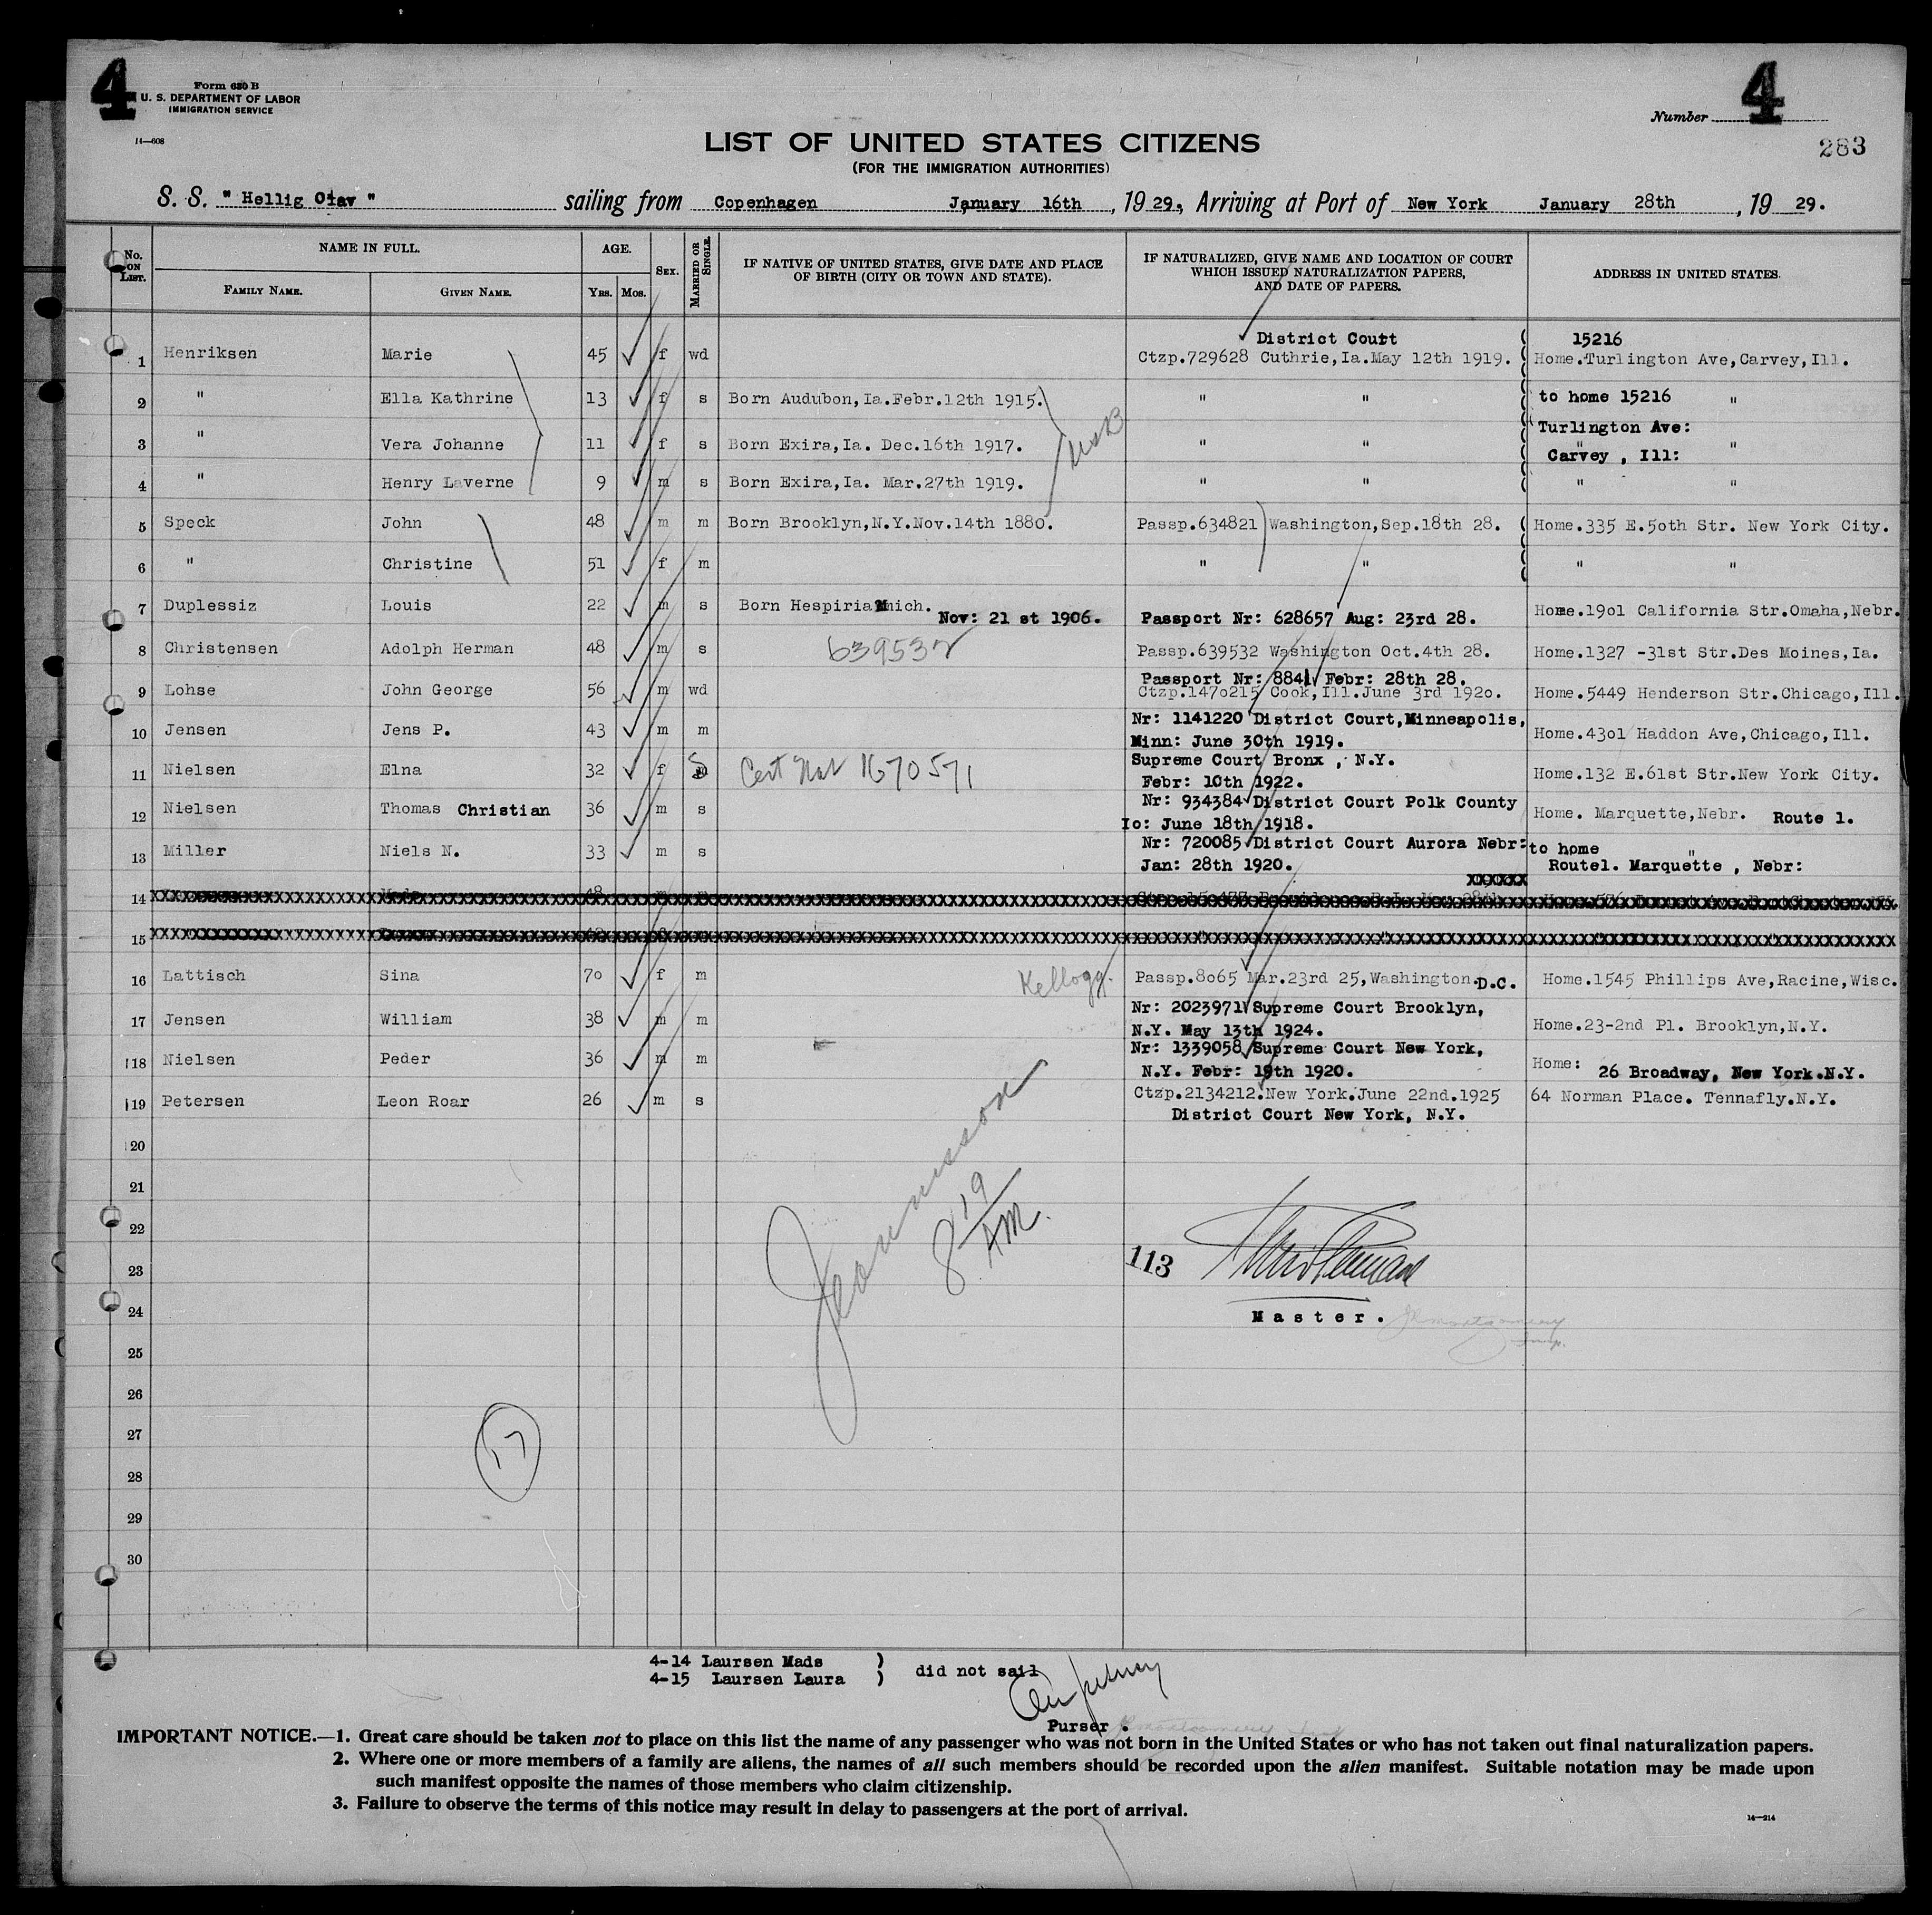 4
Form 630 B
U. S. DEPARTMENT OF LABOR
IMMIGRATION SERVICE
14—608
Number 4
283
LIST OF UNITED STATES CITIZENS
(FOR THE IMMIGRATION AUTHORITIES)
S. S. " Hellig Olav " sailing from Copenhagen January 16th , 19 29., Arriving at Port of New York January 28th , 19 29.
No. ON LIST. NAME IN FULL. FAMILY NAME. GIVEN NAME. AGE. YRS. MOS. SEX. MARRIED OR SINGLE. IF NATIVE OF UNITED STATES, GIVE DATE AND PLACE OF BIRTH (CITY OR TOWN AND STATE). IF NATURALIZED, GIVE NAME AND LOCATION OF COURT WHICH ISSUED NATURALIZATION PAPERS, AND DATE OF PAPERS. ADDRESS IN UNITED STATES.
District Court 15216
1 Henriksen Marie 45 f wd Ctzp.729628 Cuthrie,Ia.May 12th 1919. Home.Turlington Ave,Carvey,Ill.
2 " Ella Kathrine 13 f s Born Audubon,Ia.Febr.12th 1915. " " to home 15216 "
Turlington Ave:
3 " Vera Johanne 11 f s Born Exira,Ia. Dec.16th 1917. " " " "
Carvey , Ill:
4 " Henry Laverne 9 m s Born Exira,Ia. Mar.27th 1919. " " " "
USB
5 Speck John 48 m m Born Brooklyn,N.Y.Nov.14th 1880. Passp.634821 Washington,Sep.18th 28. Home.335 E.50th Str. New York City.
6 " Christine 51 f m " " " "
7 Duplessiz Louis 22 m s Born Hespiria Mich. Nov: 21 st 1906. Passport Nr: 628657 Aug: 23rd 28. Home.19o1 California Str.Omaha,Nebr.
8 Christensen Adolph Herman 48 m s 639532 Passp.639532 Washington Oct.4th 28. Home.1327 -31st Str.Des Moines,Ia.
Passport Nr: 8841 Febr: 28th 28.
9 Lohse John George 56 m wd Ctzp.147o215 Cook,Ill.June 3rd 192o. Home.5449 Henderson Str.Chicago,Ill.
10 Jensen Jens P. 43 m m Nr: 1141220 District Court,Minneapolis, Home.43o1 Haddon Ave,Chicago,Ill.
Minn: June 30th 1919.
11 Nielsen Elna 32 f S Cert Nat 1670571 Supreme Court Bronx , N.Y. Home.132 E.61st Str.New York City.
Febr: 10th 1922.
12 Nielsen Thomas Christian 36 m s Nr: 934384 District Court Polk County Home. Marquette,Nebr. Route 1.
Io: June 18th 1918.
13 Miller Niels N. 33 m s Nr: 720085 District Court Aurora Nebr: to home "
Jan: 28th 1920. Route1. Marquette , Nebr:
14
15
16 Lattisch Sina 7o f m Kellogg. Passp.8o65 Mar.23rd 25,Washington.D.C. Home.1545 Phillips Ave,Racine,Wisc.
17 Jensen William 38 m m Nr: 2023971 Supreme Court Brooklyn, Home.23-2nd Pl. Brooklyn,N.Y.
N.Y. May 13th 1924.
18 Nielsen Peder 36 m m Nr: 1339058 Supreme Court New York, Home: 26 Broadway, New York.N.Y.
N.Y. Febr: 19th 1920.
19 Petersen Leon Roar 26 m s Ctzp.2134212.New York.June 22nd.1925 64 Norman Place. Tennafly.N.Y.
District Court New York, N.Y.
20
21
22
8 19 AM.
23 113
24 Master.
25
26
27
17
28
29
30
4-14 Laursen Mads )
4-15 Laursen Laura ) did not sail
Purser .
IMPORTANT NOTICE.—1. Great care should be taken not to place on this list the name of any passenger who was not born in the United States or who has not taken out final naturalization papers.
2. Where one or more members of a family are aliens, the names of all such members should be recorded upon the alien manifest. Suitable notation may be made upon
such manifest opposite the names of those members who claim citizenship.
3. Failure to observe the terms of this notice may result in delay to passengers at the port of arrival.
14—214